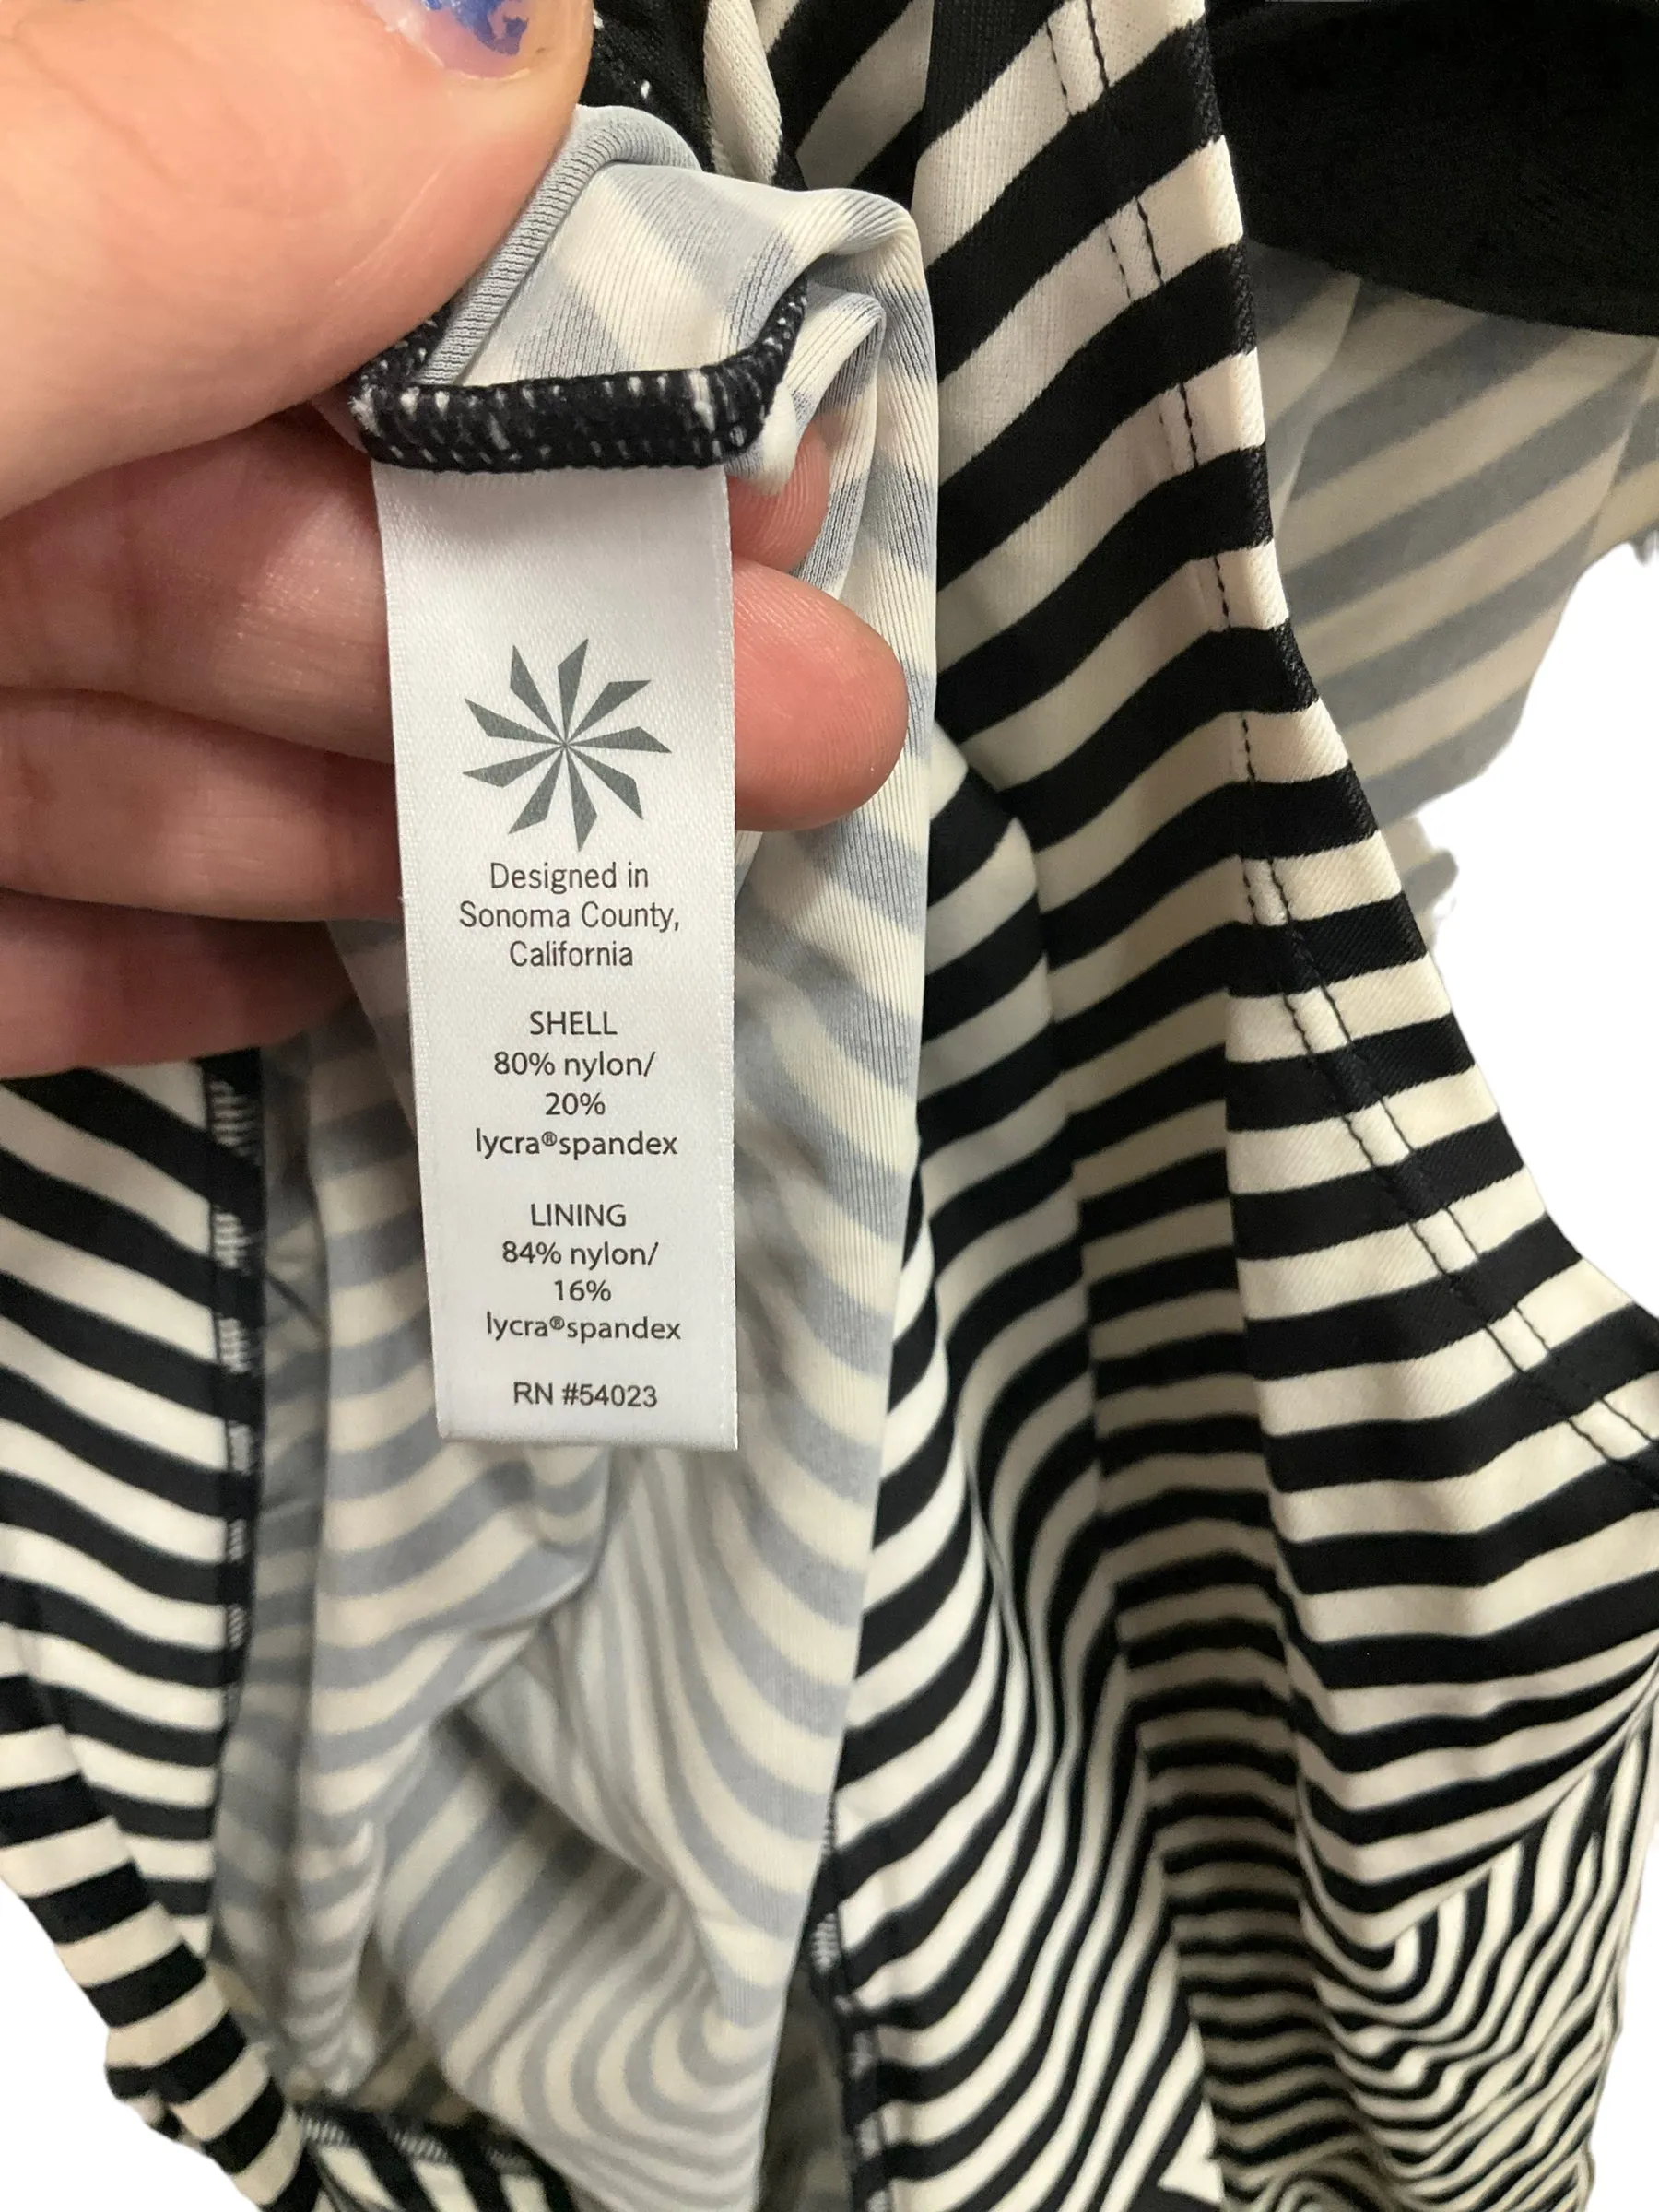 Designed in
Sonoma County,
California
SHELL
80% nylon/
20%
lycra®spandex
LINING
84% nylon/
16%
lycra®spandex
RN #54023